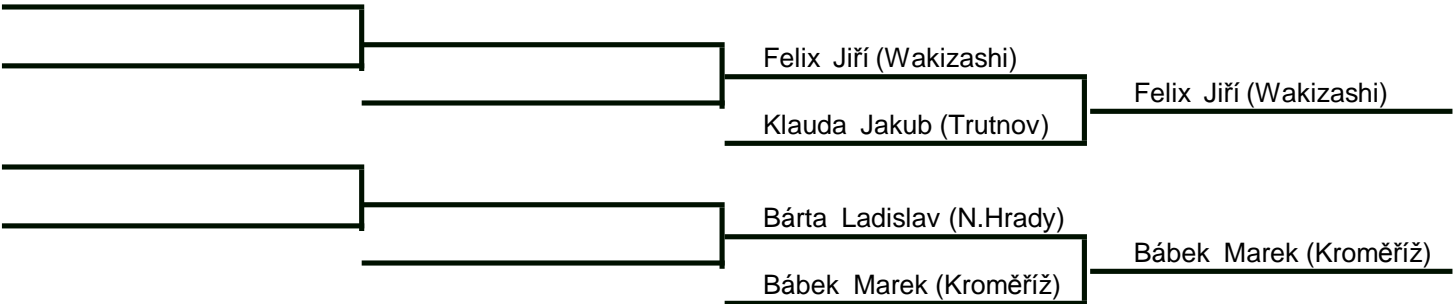 Felix Jiří (Wakizashi)
Felix Jiří (Wakizashi)
Klauda Jakub (Trutnov)
Bárta Ladislav (N.Hrady)
Bábek Marek (Kroměříž)
Bábek Marek (Kroměříž)